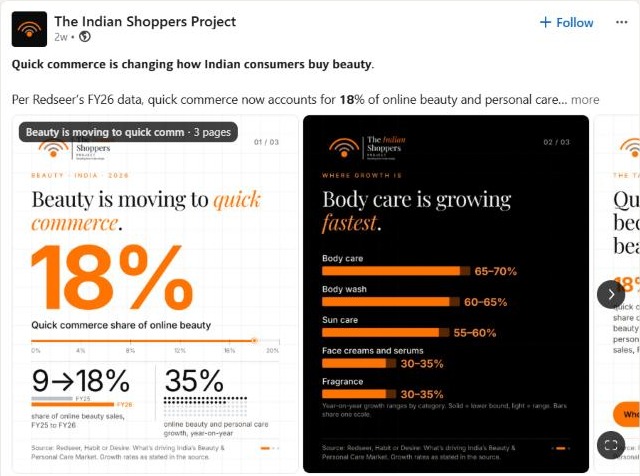 The Indian Shoppers Project
2w •
+ Follow
Quick commerce is changing how Indian consumers buy beauty.
Per Redseer's FY26 data, quick commerce now accounts for 18% of online beauty and personal care... more
Beauty is moving to quick comm · 3 pages
Shoppers
PROJECT
01 / 03
BEAUTY · INDIA · 2026
Beauty is moving to quick
commerce.
18%
Quick commerce share of online beauty
0% 4% 8% 12% 16% 20%
9→18%
FY25
FY26
share of online beauty sales,
FY25 to FY26
35%
online beauty and personal care
growth, year-on-year
Source: Redseer, Habit or Desire: What's driving India's Beauty &
Personal Care Market. Growth rates as stated in the source.
The Indian
Shoppers
PROJECT
02 / 03
WHERE GROWTH IS
Body care is growing
fastest.
Body care
65–70%
Body wash
60–65%
Sun care
55–60%
Face creams and serums
30–35%
Fragrance
30–35%
Year-on-year growth ranges by category. Solid = lower bound, light = range. Bars
share one scale.
Source: Redseer, Habit or Desire: What's driving India's Beauty &
Personal Care Market. Growth rates as stated in the source.
THE T
Qu
bec
bea
18%
quick c
share c
beauty
person
sales, F
Whe